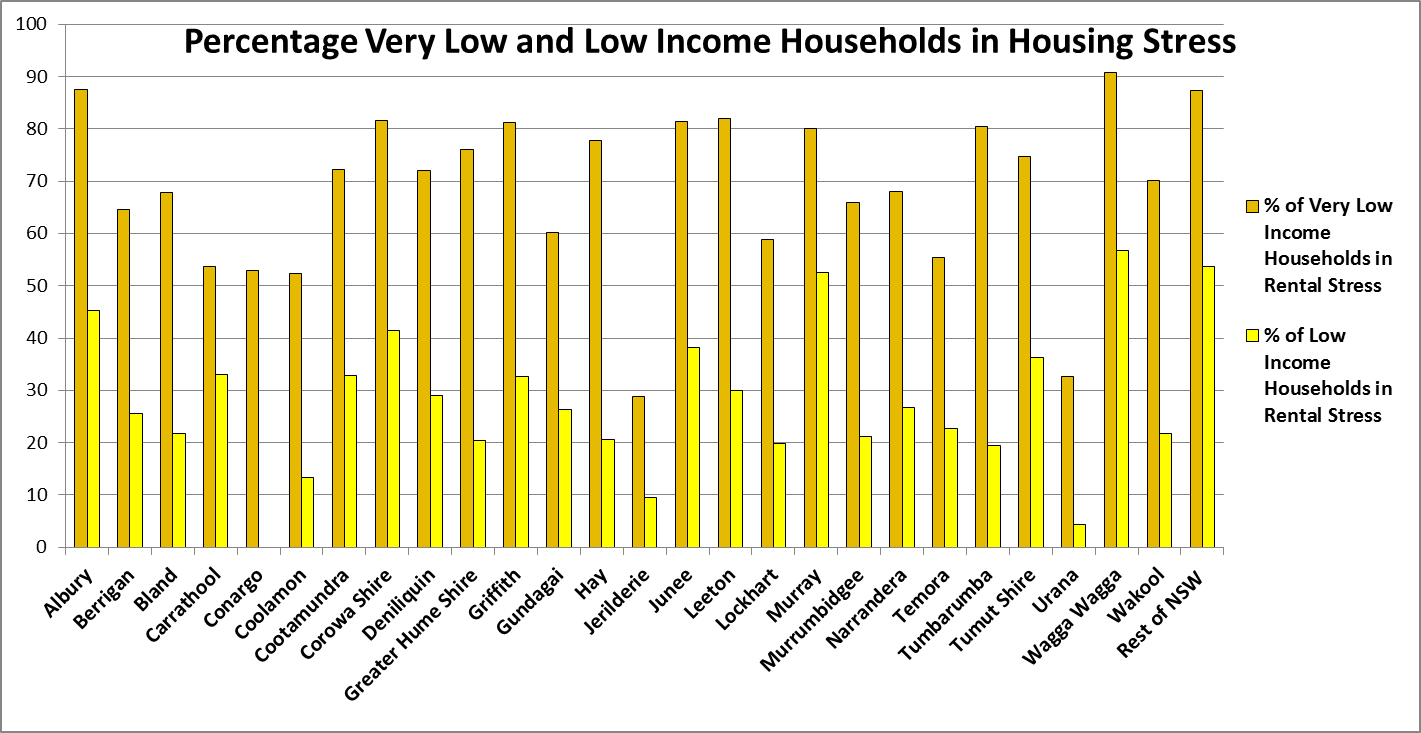 Percentage Very Low and Low Income Households in Housing Stress
100
90
80
70
60
50
40
30
20
10
0
Albury
Berrigan
Bland
Carrathool
Conargo
Coolamon
Cootamundra
Corowa Shire
Deniliquin
Greater Hume Shire
Griffith
Gundagai
Hay
Jerilderie
Junee
Leeton
Lockhart
Murray
Murrumbidgee
Narrandera
Temora
Tumbarumba
Tumut Shire
Urana
Wagga Wagga
Wakool
Rest of NSW
% of Very Low
Income
Households in
Rental Stress
% of Low
Income
Households in
Rental Stress